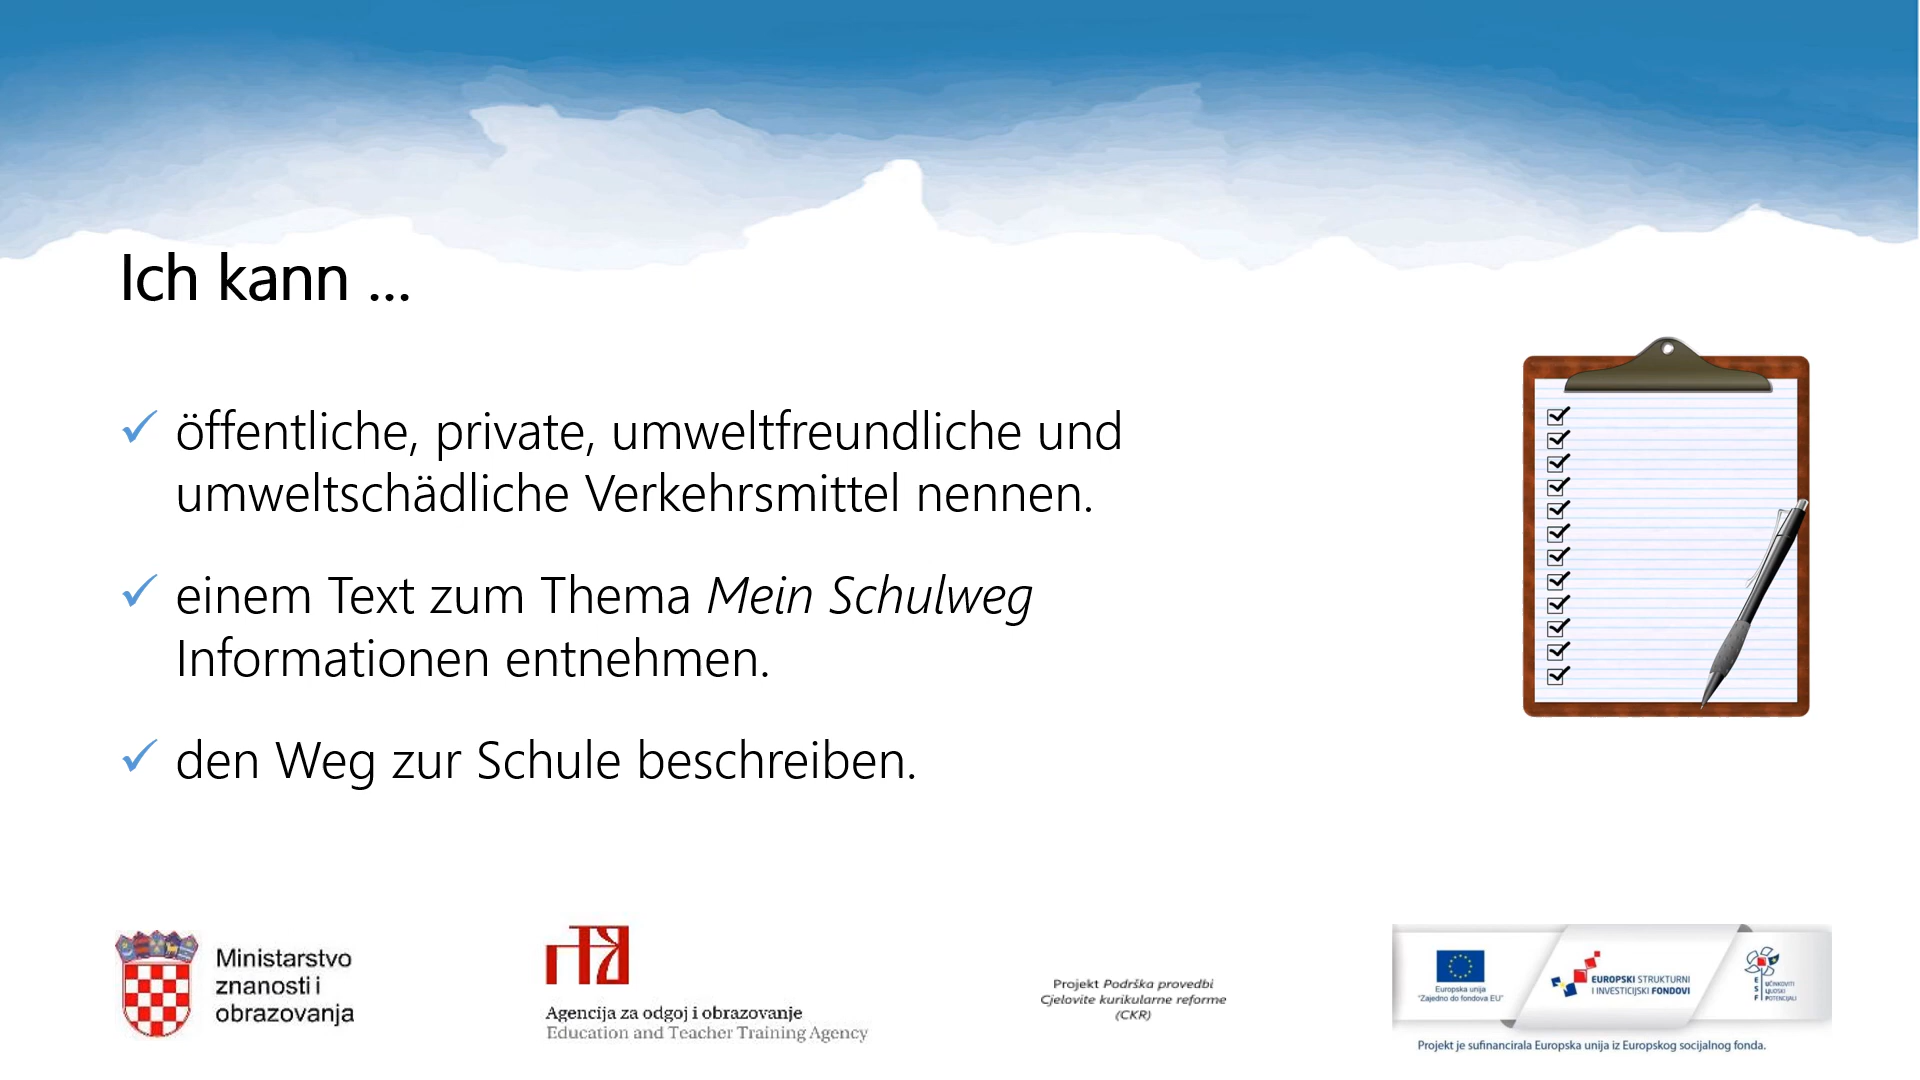 Ich kann ...
öffentliche, private, umweltfreundliche und
umweltschädliche Verkehrsmittel nennen.
einem Text zum Thema Mein Schulweg
Informationen entnehmen.
den Weg zur Schule beschreiben.
Ministarstvo
znanosti i
obrazovanja
Agencija za odgoj i obrazovanje
Education and Teacher Training Agency
Projekt Podrška provedbi
Cjelovite kurikularne reforme
(CKR)
Europska unija
"Zajedno do fondova EU"
EUROPSKI STRUKTURNI
I INVESTICIJSKI FONDOVI
ESF
UČINKOVITI
LJUDSKI
POTENCIJALI
Projekt je sufinancirala Europska unija iz Europskog socijalnog fonda.